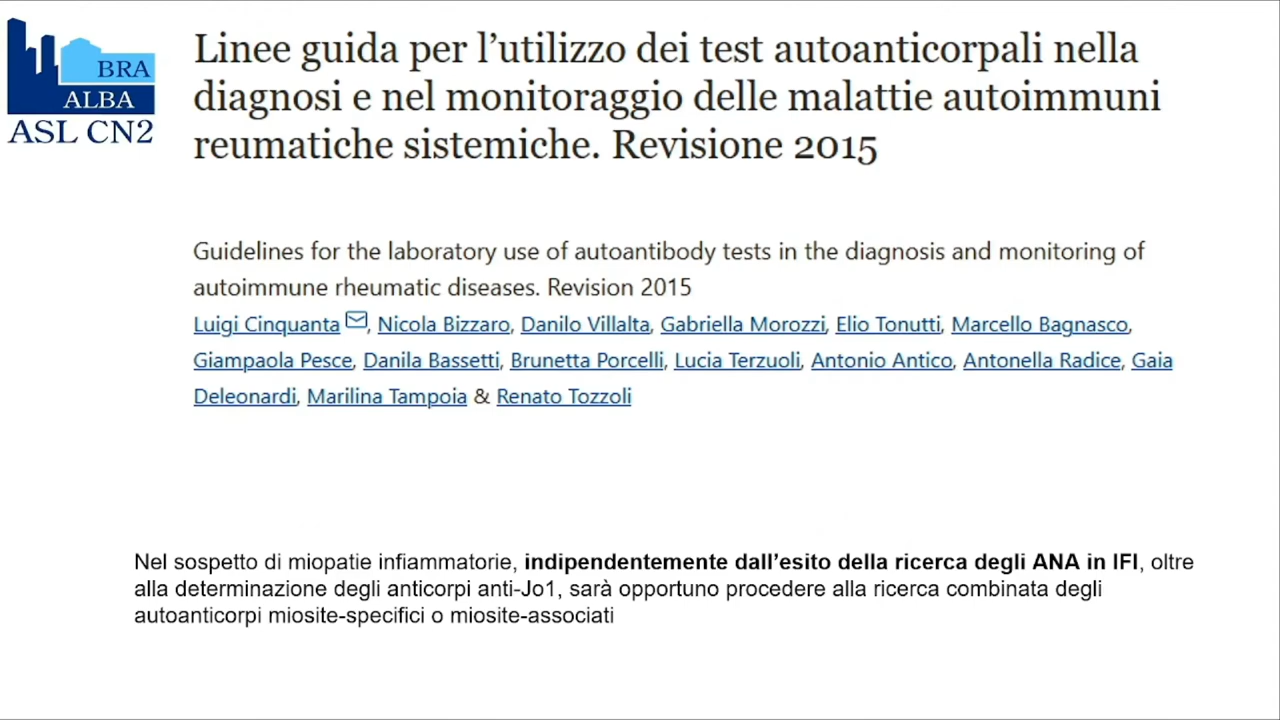 BRA
ALBA
ASL CN2
Linee guida per l’utilizzo dei test autoanticorpali nella
diagnosi e nel monitoraggio delle malattie autoimmuni
reumatiche sistemiche. Revisione 2015
Guidelines for the laboratory use of autoantibody tests in the diagnosis and monitoring of
autoimmune rheumatic diseases. Revision 2015
Luigi Cinquanta, Nicola Bizzaro, Danilo Villalta, Gabriella Morozzi, Elio Tonutti, Marcello Bagnasco,
Giampaola Pesce, Danila Bassetti, Brunetta Porcelli, Lucia Terzuoli, Antonio Antico, Antonella Radice, Gaia
Deleonardi, Marilina Tampoia & Renato Tozzoli
Nel sospetto di miopatie infiammatorie, indipendentemente dall’esito della ricerca degli ANA in IFI, oltre
alla determinazione degli anticorpi anti-Jo1, sarà opportuno procedere alla ricerca combinata degli
autoanticorpi miosite-specifici o miosite-associati